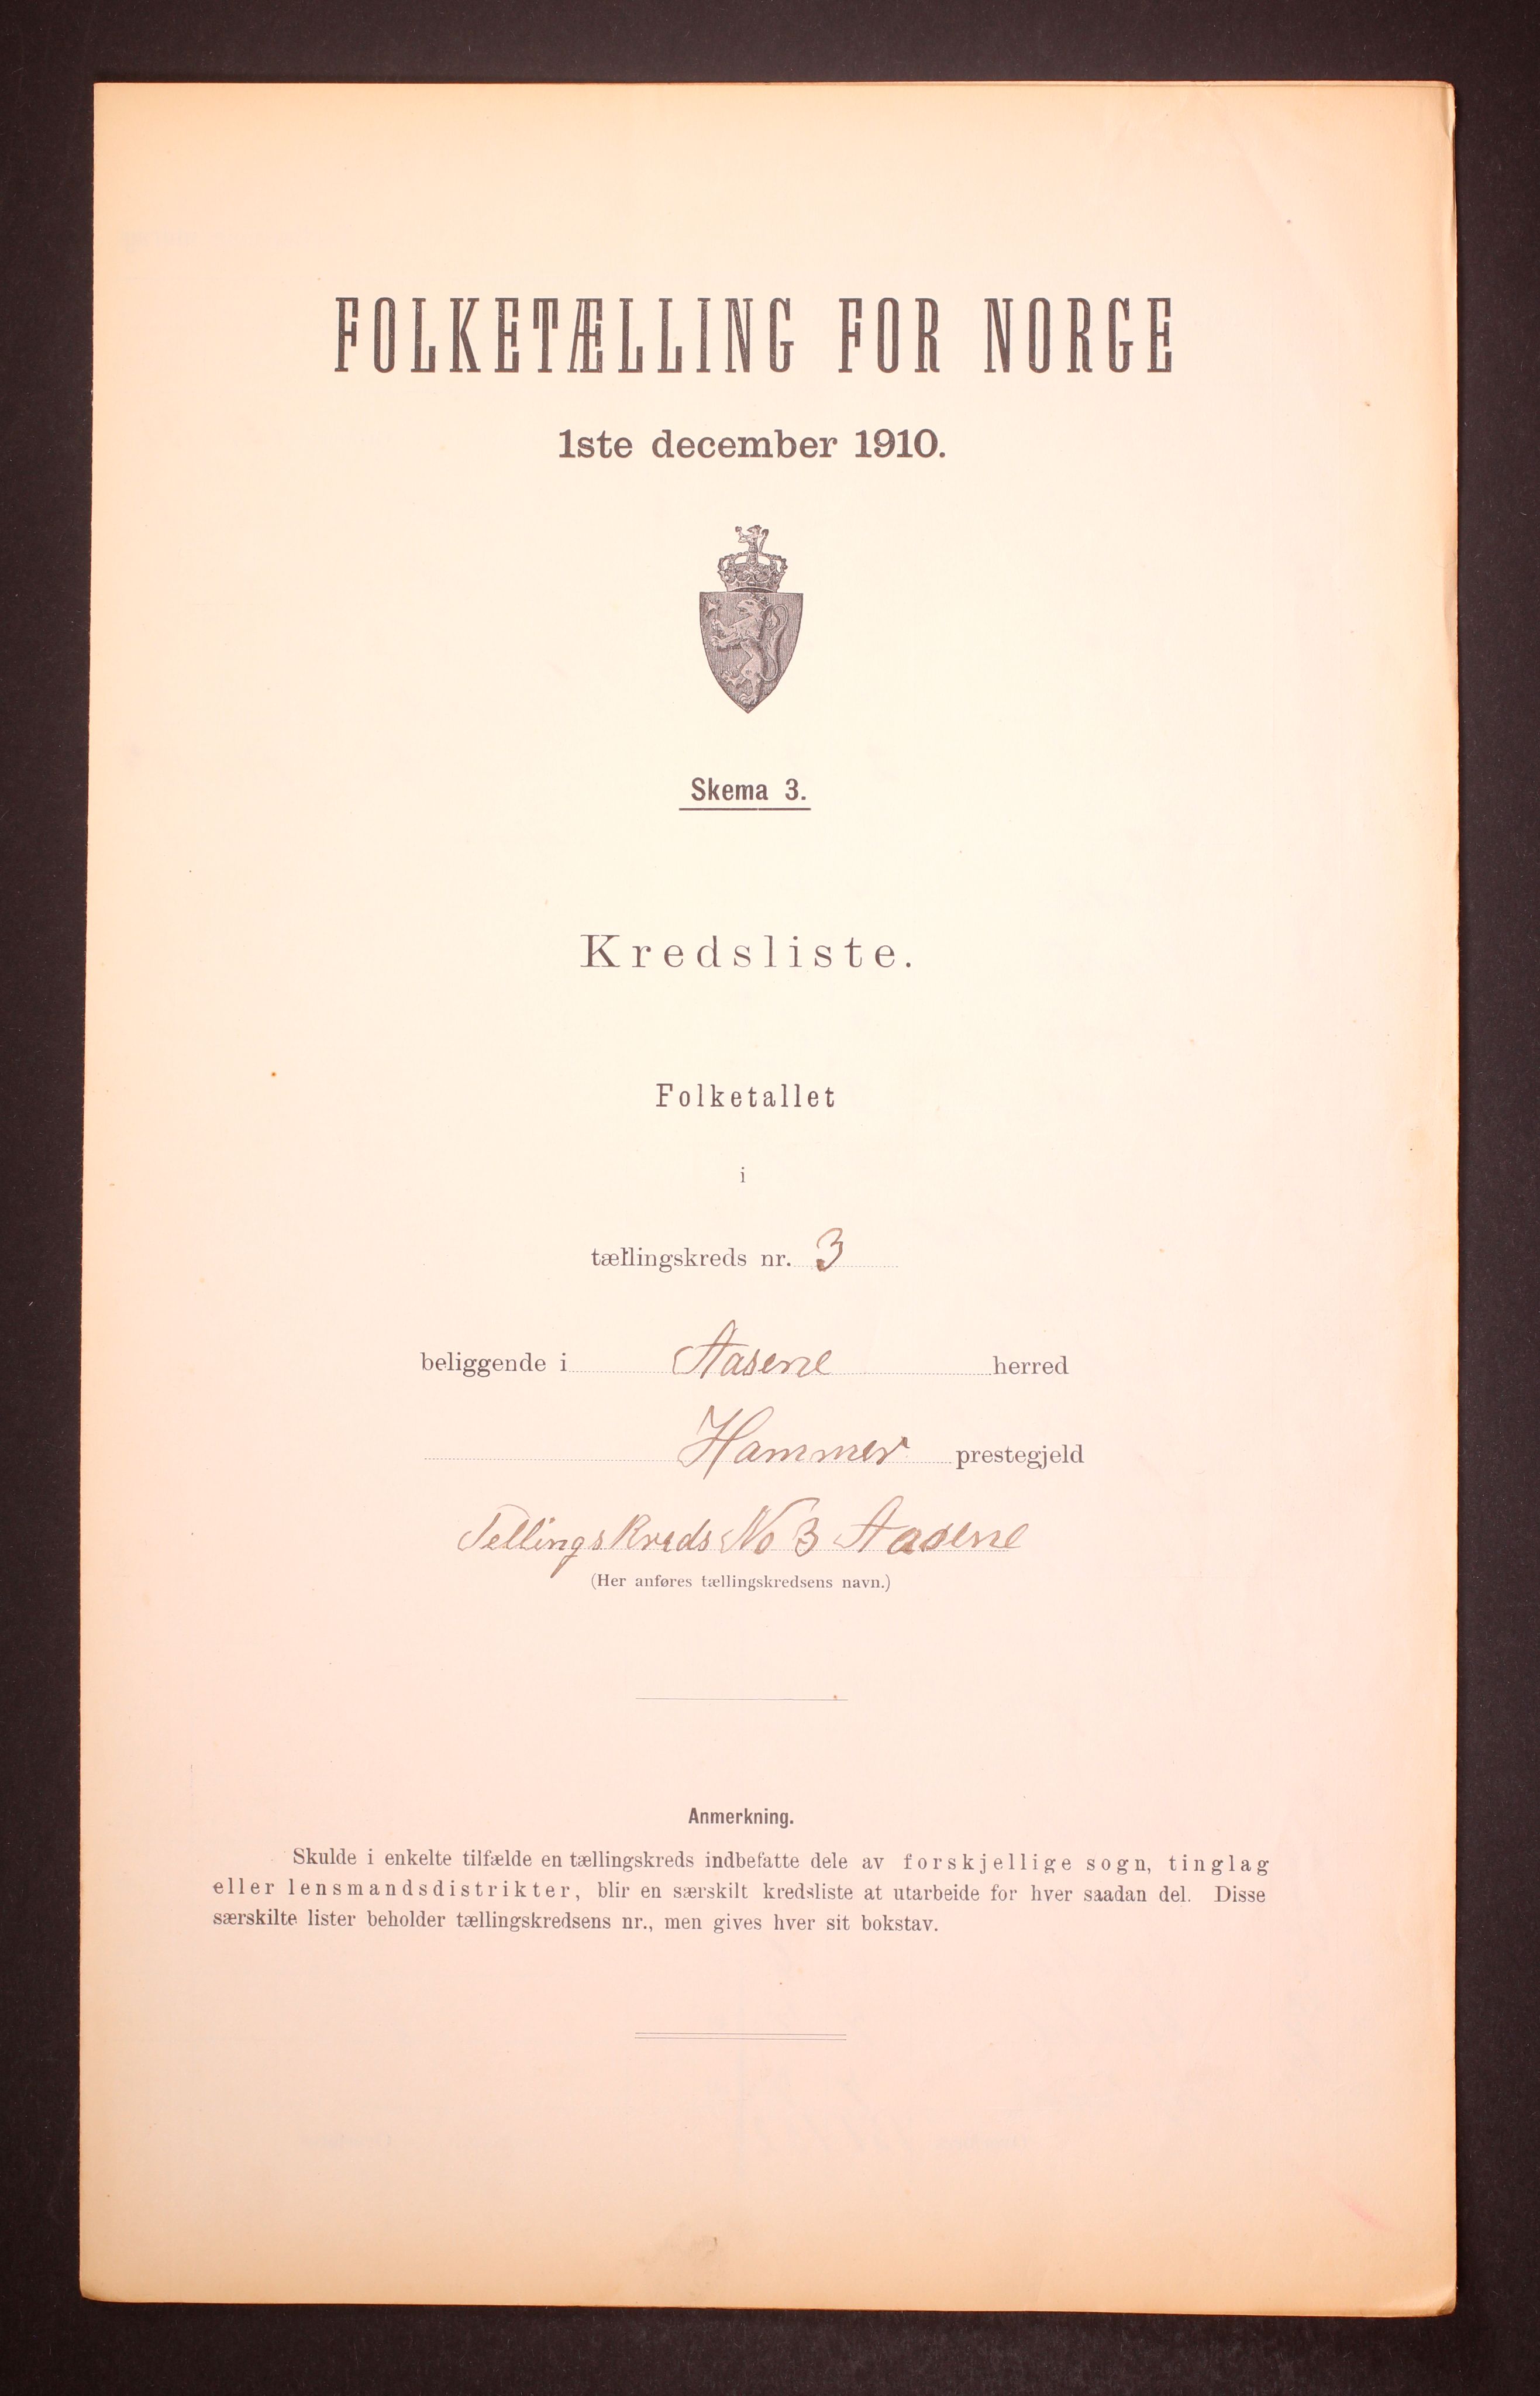 FOLKETÆLLING FOR NORGE
1ste december 1910.
Skema 3.
Kredsliste.
Folketallet
i
tællingskreds nr. 3
beliggende i Aasene herred
Hammer prestegjeld
Tellingskreds No 3 Aasene
(Her anføres tællingskredsens navn.)
Anmerkning.
Skulde i enkelte tilfælde en tællingskreds indbefatte dele av forskjellige sogn, tinglag
eller lensmandsdistrikter, blir en særskilt kredsliste at utarbeide for hver saadan del. Disse
særskilte lister beholder tællingskredsens nr., men gives hver sit bokstav.